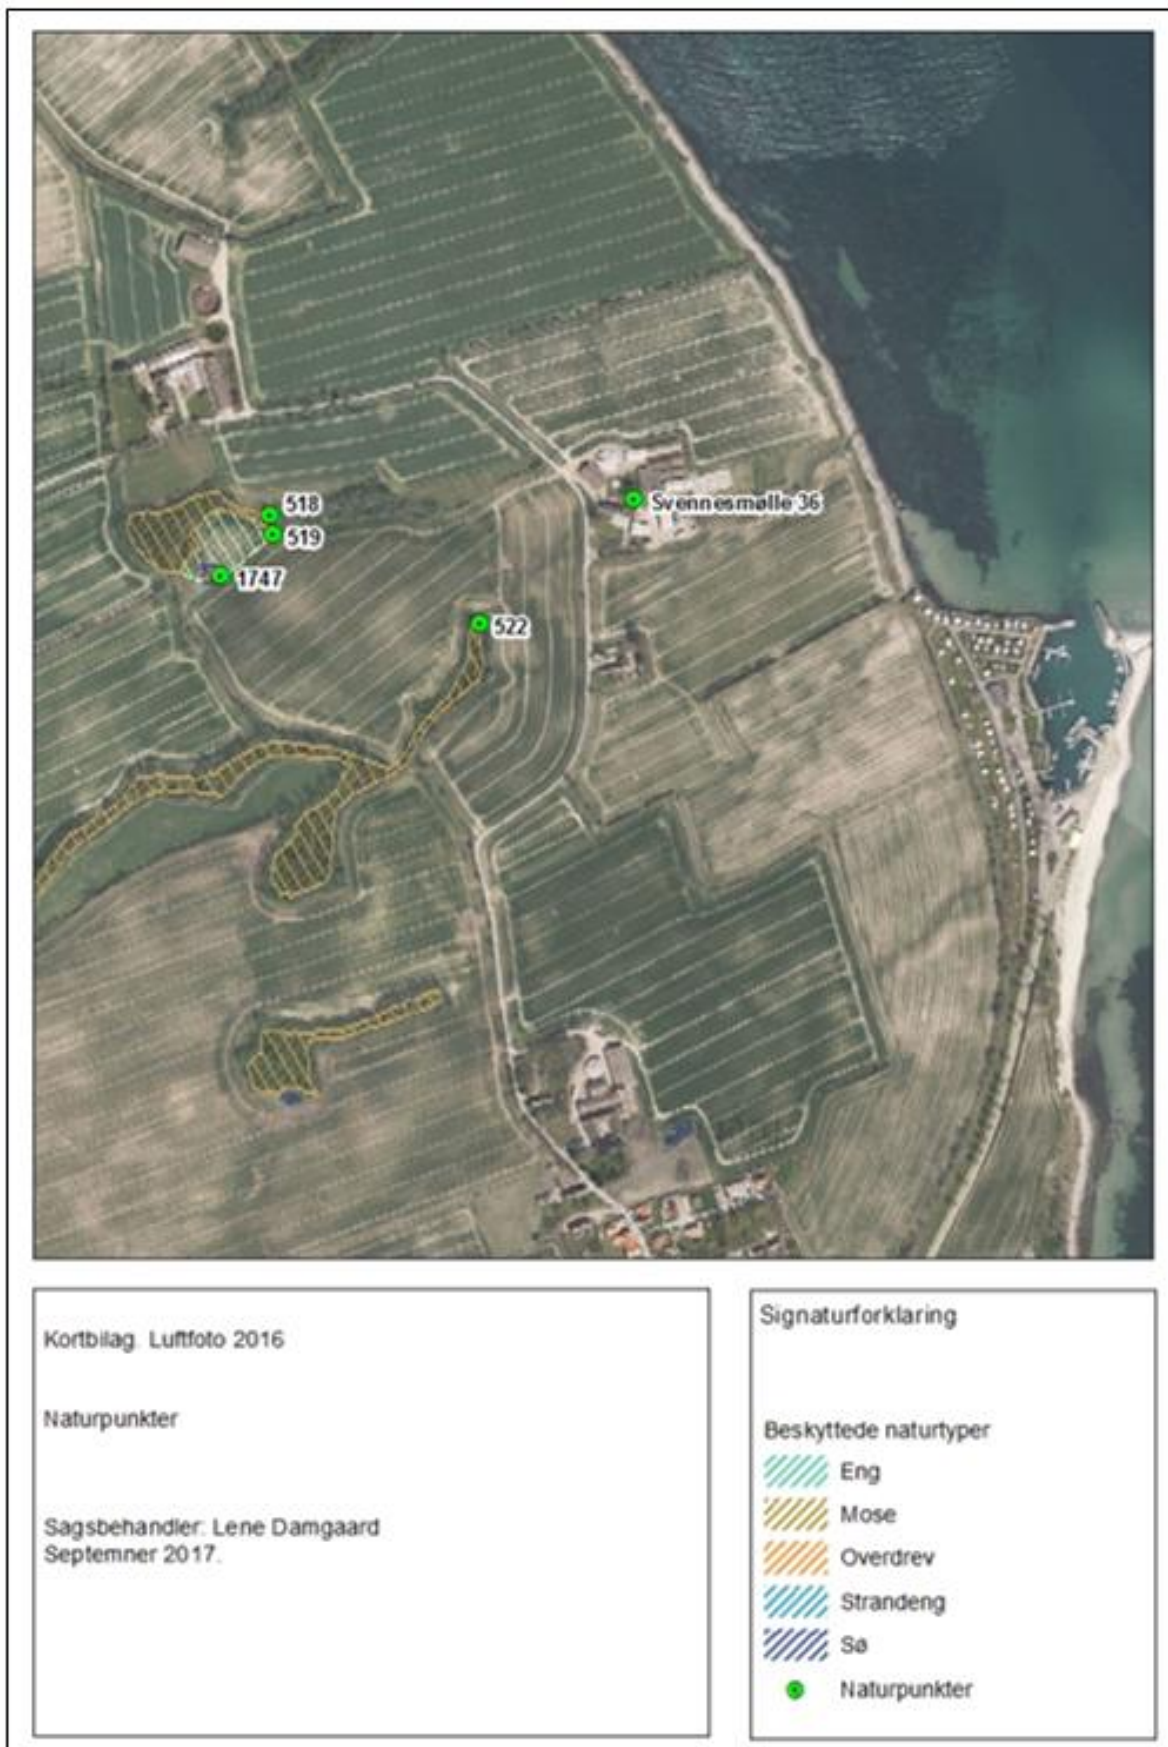 518
Svennesmølle 36
519
1747
522
Kortbilag. Luftfoto 2016
Naturpunkter
Sagsbehandler: Lene Damgaard
Septemner 2017.
Signaturforklaring
Beskyttede naturtyper
Eng
Mose
Overdrev
Strandeng
Sø
Naturpunkter